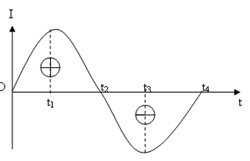 I
O t₂ t₃ t₄
t₁ t